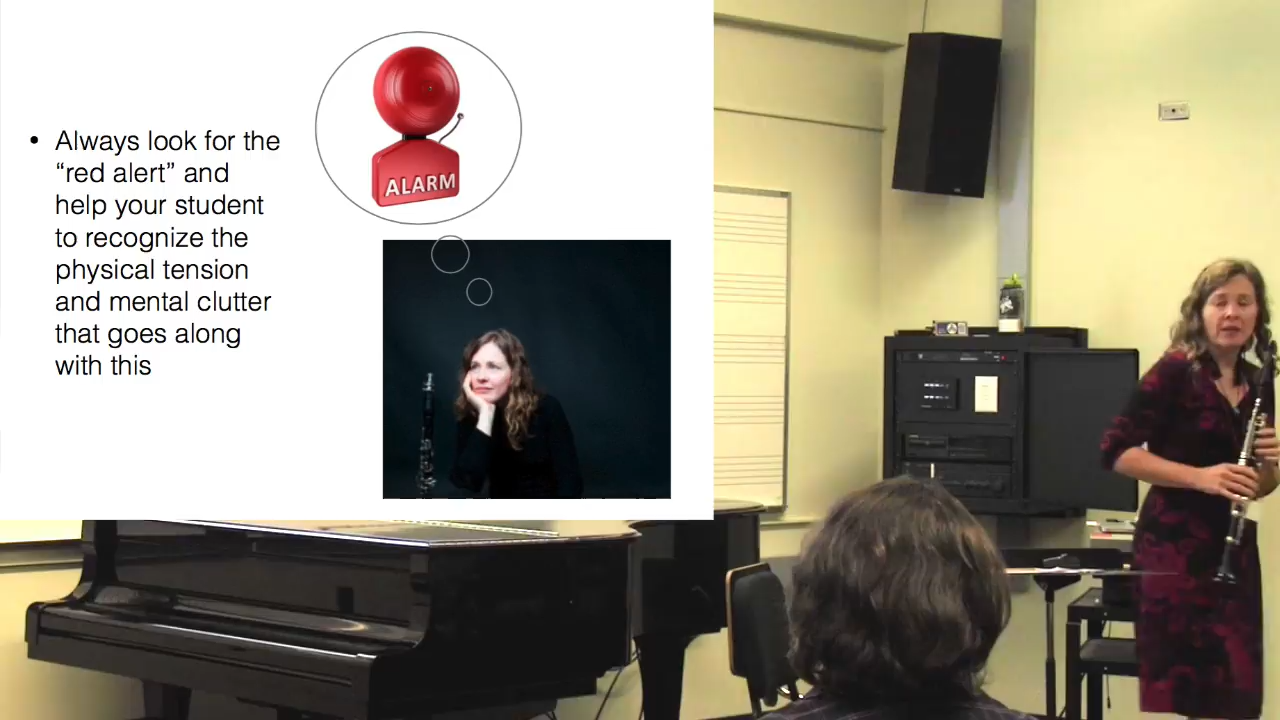 • Always look for the
“red alert” and
help your student
to recognize the
physical tension
and mental clutter
that goes along
with this
ALARM